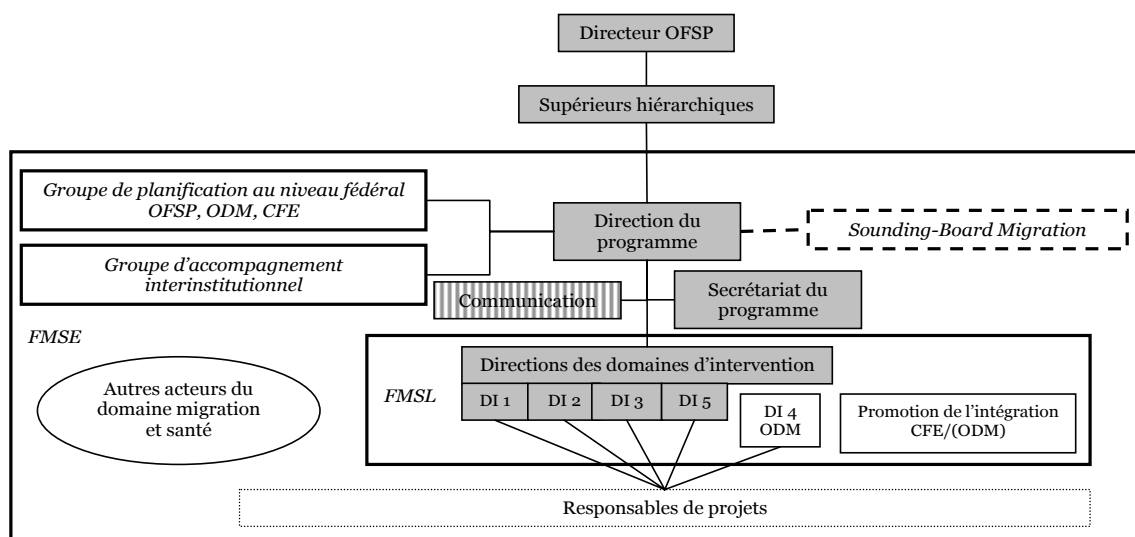 Directeur OFSP
Supérieurs hiérarchiques
Groupe de planification au niveau fédéral
OFSP, ODM, CFE
Direction du
programme
Sounding-Board Migration
Groupe d'accompagnement
interinstitutionnel
Communication
Secrétariat du
programme
FMSE
Autres acteurs du
domaine migration
et santé
FMSL
Directions des domaines d'intervention
DI 1
DI 2
DI 3
DI 5
DI 4
ODM
Promotion de l'intégration
CFE/(ODM)
Responsables de projets